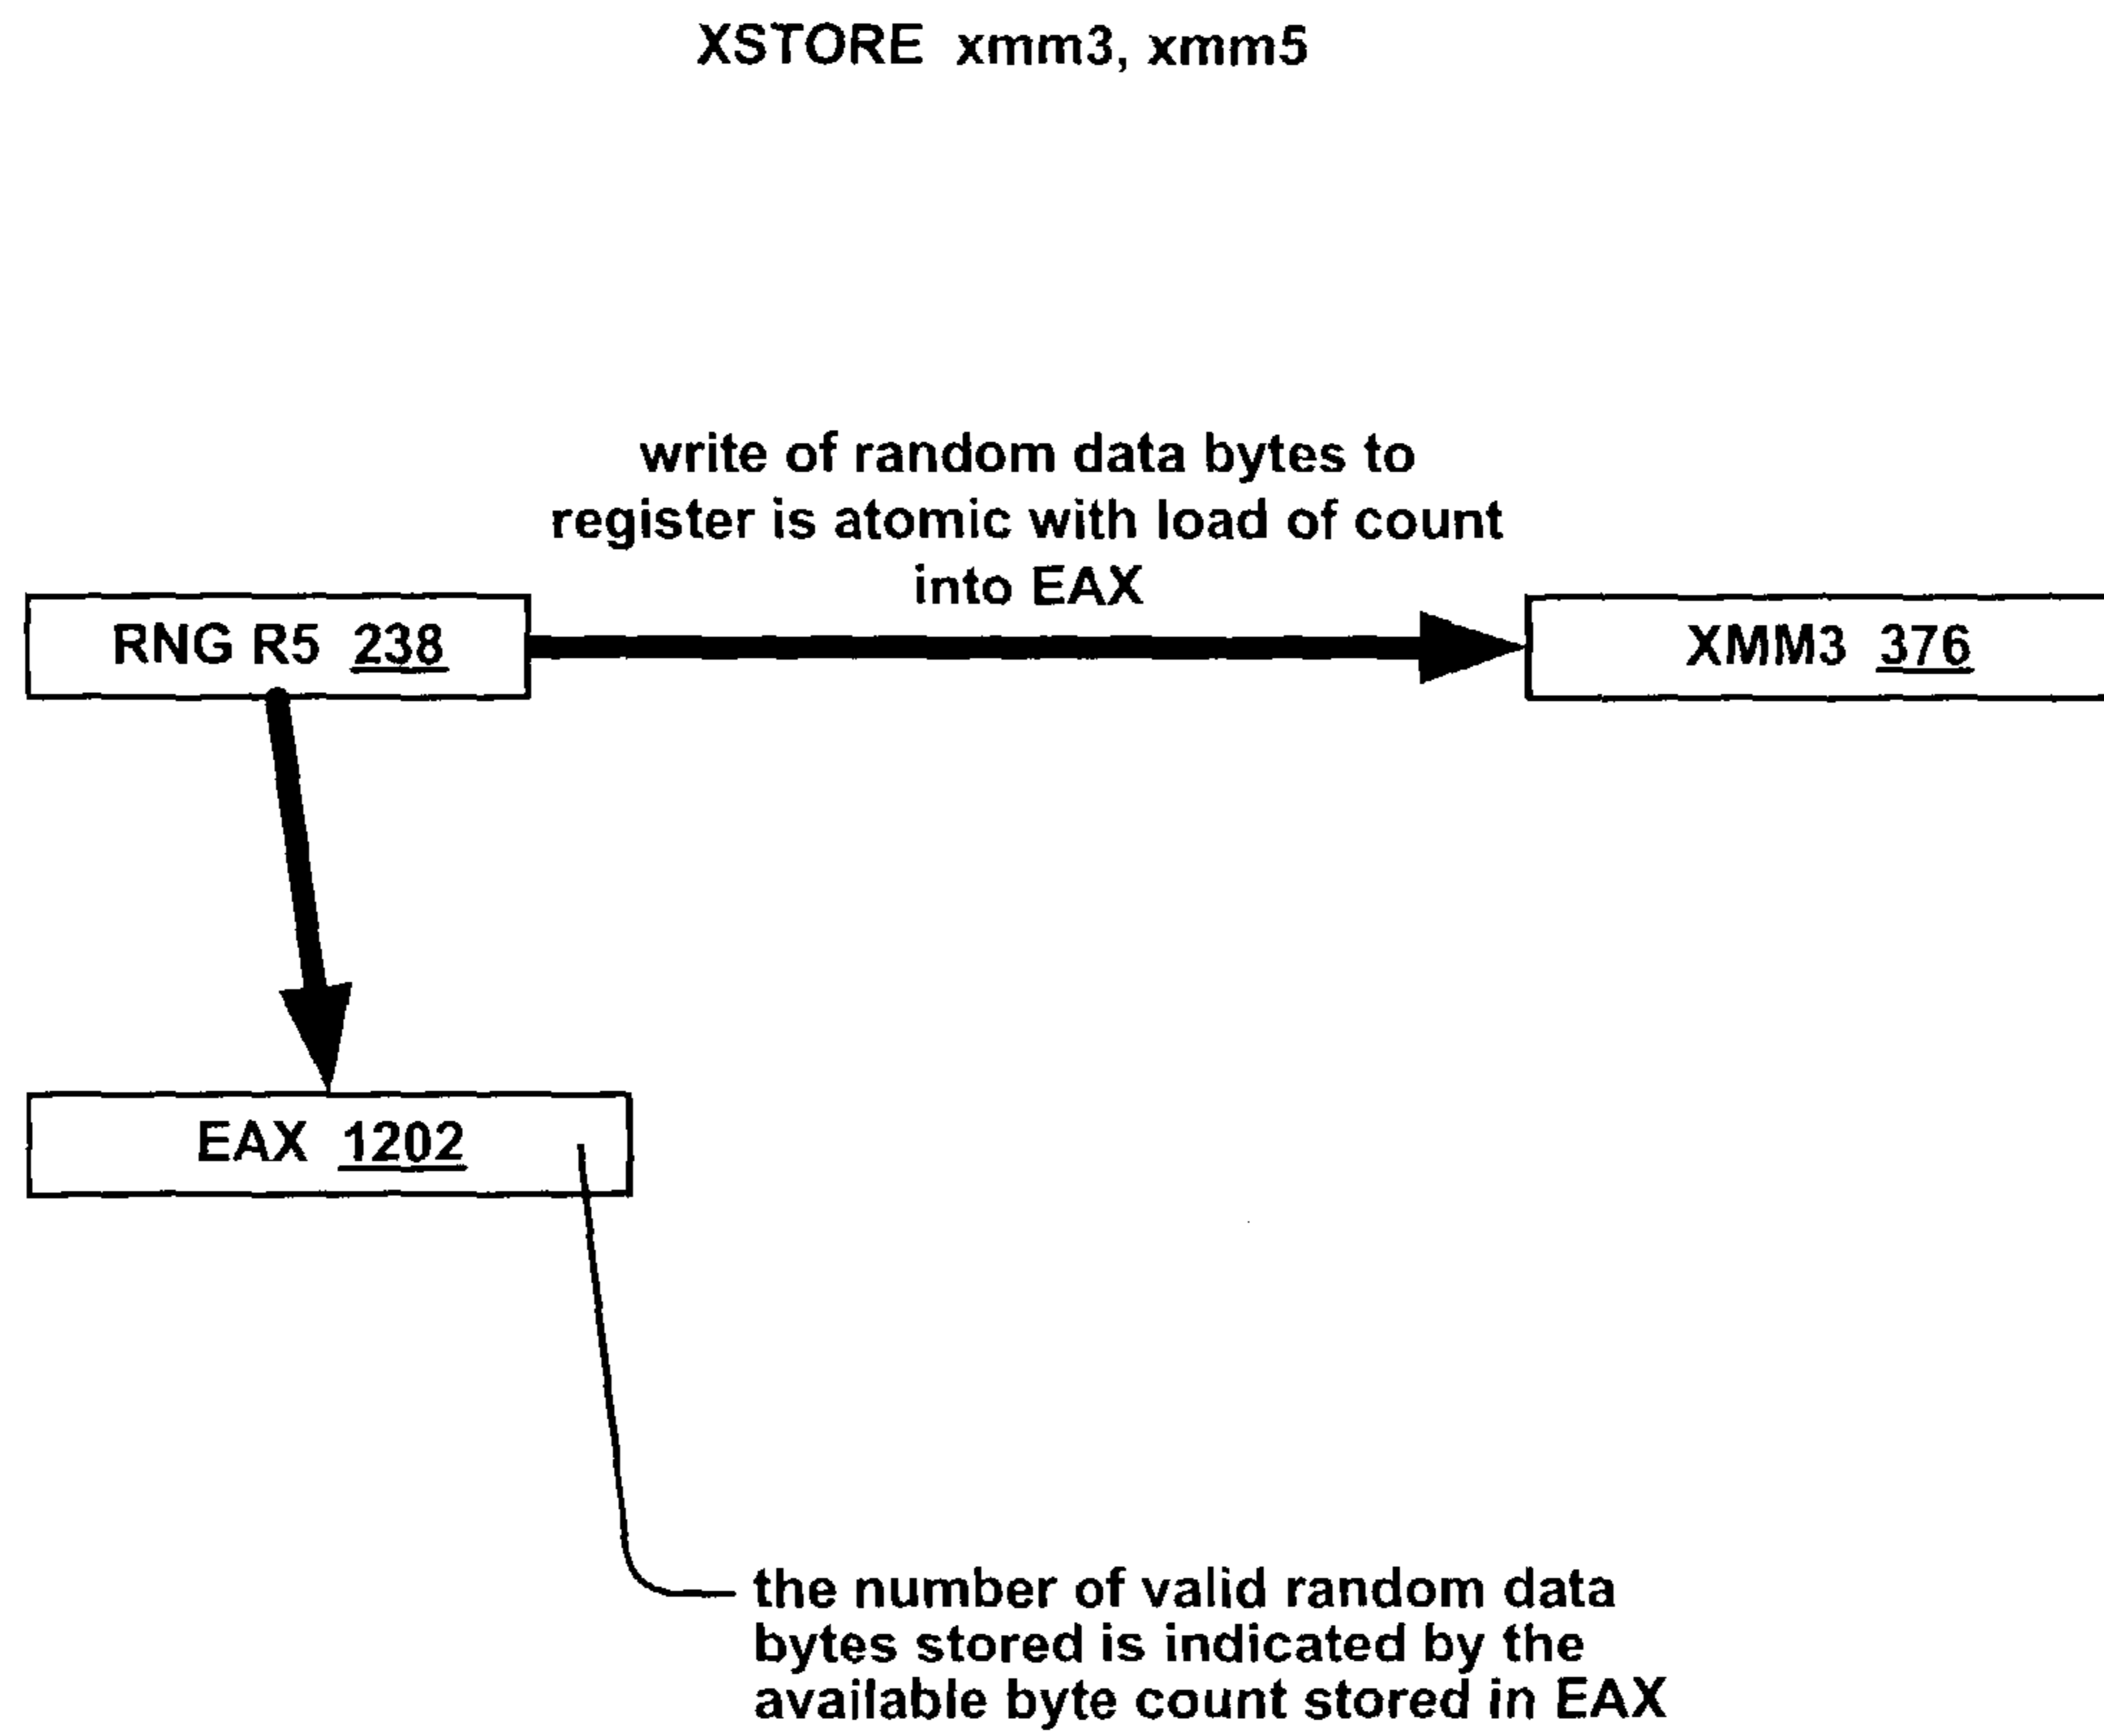 XSTORE xmm3, xmm5
write of random data bytes to
register is atomic with load of count
into EAX
RNG R5 238
XMM3 376
EAX 1202
the number of valid random data
bytes stored is indicated by the
available byte count stored in EAX